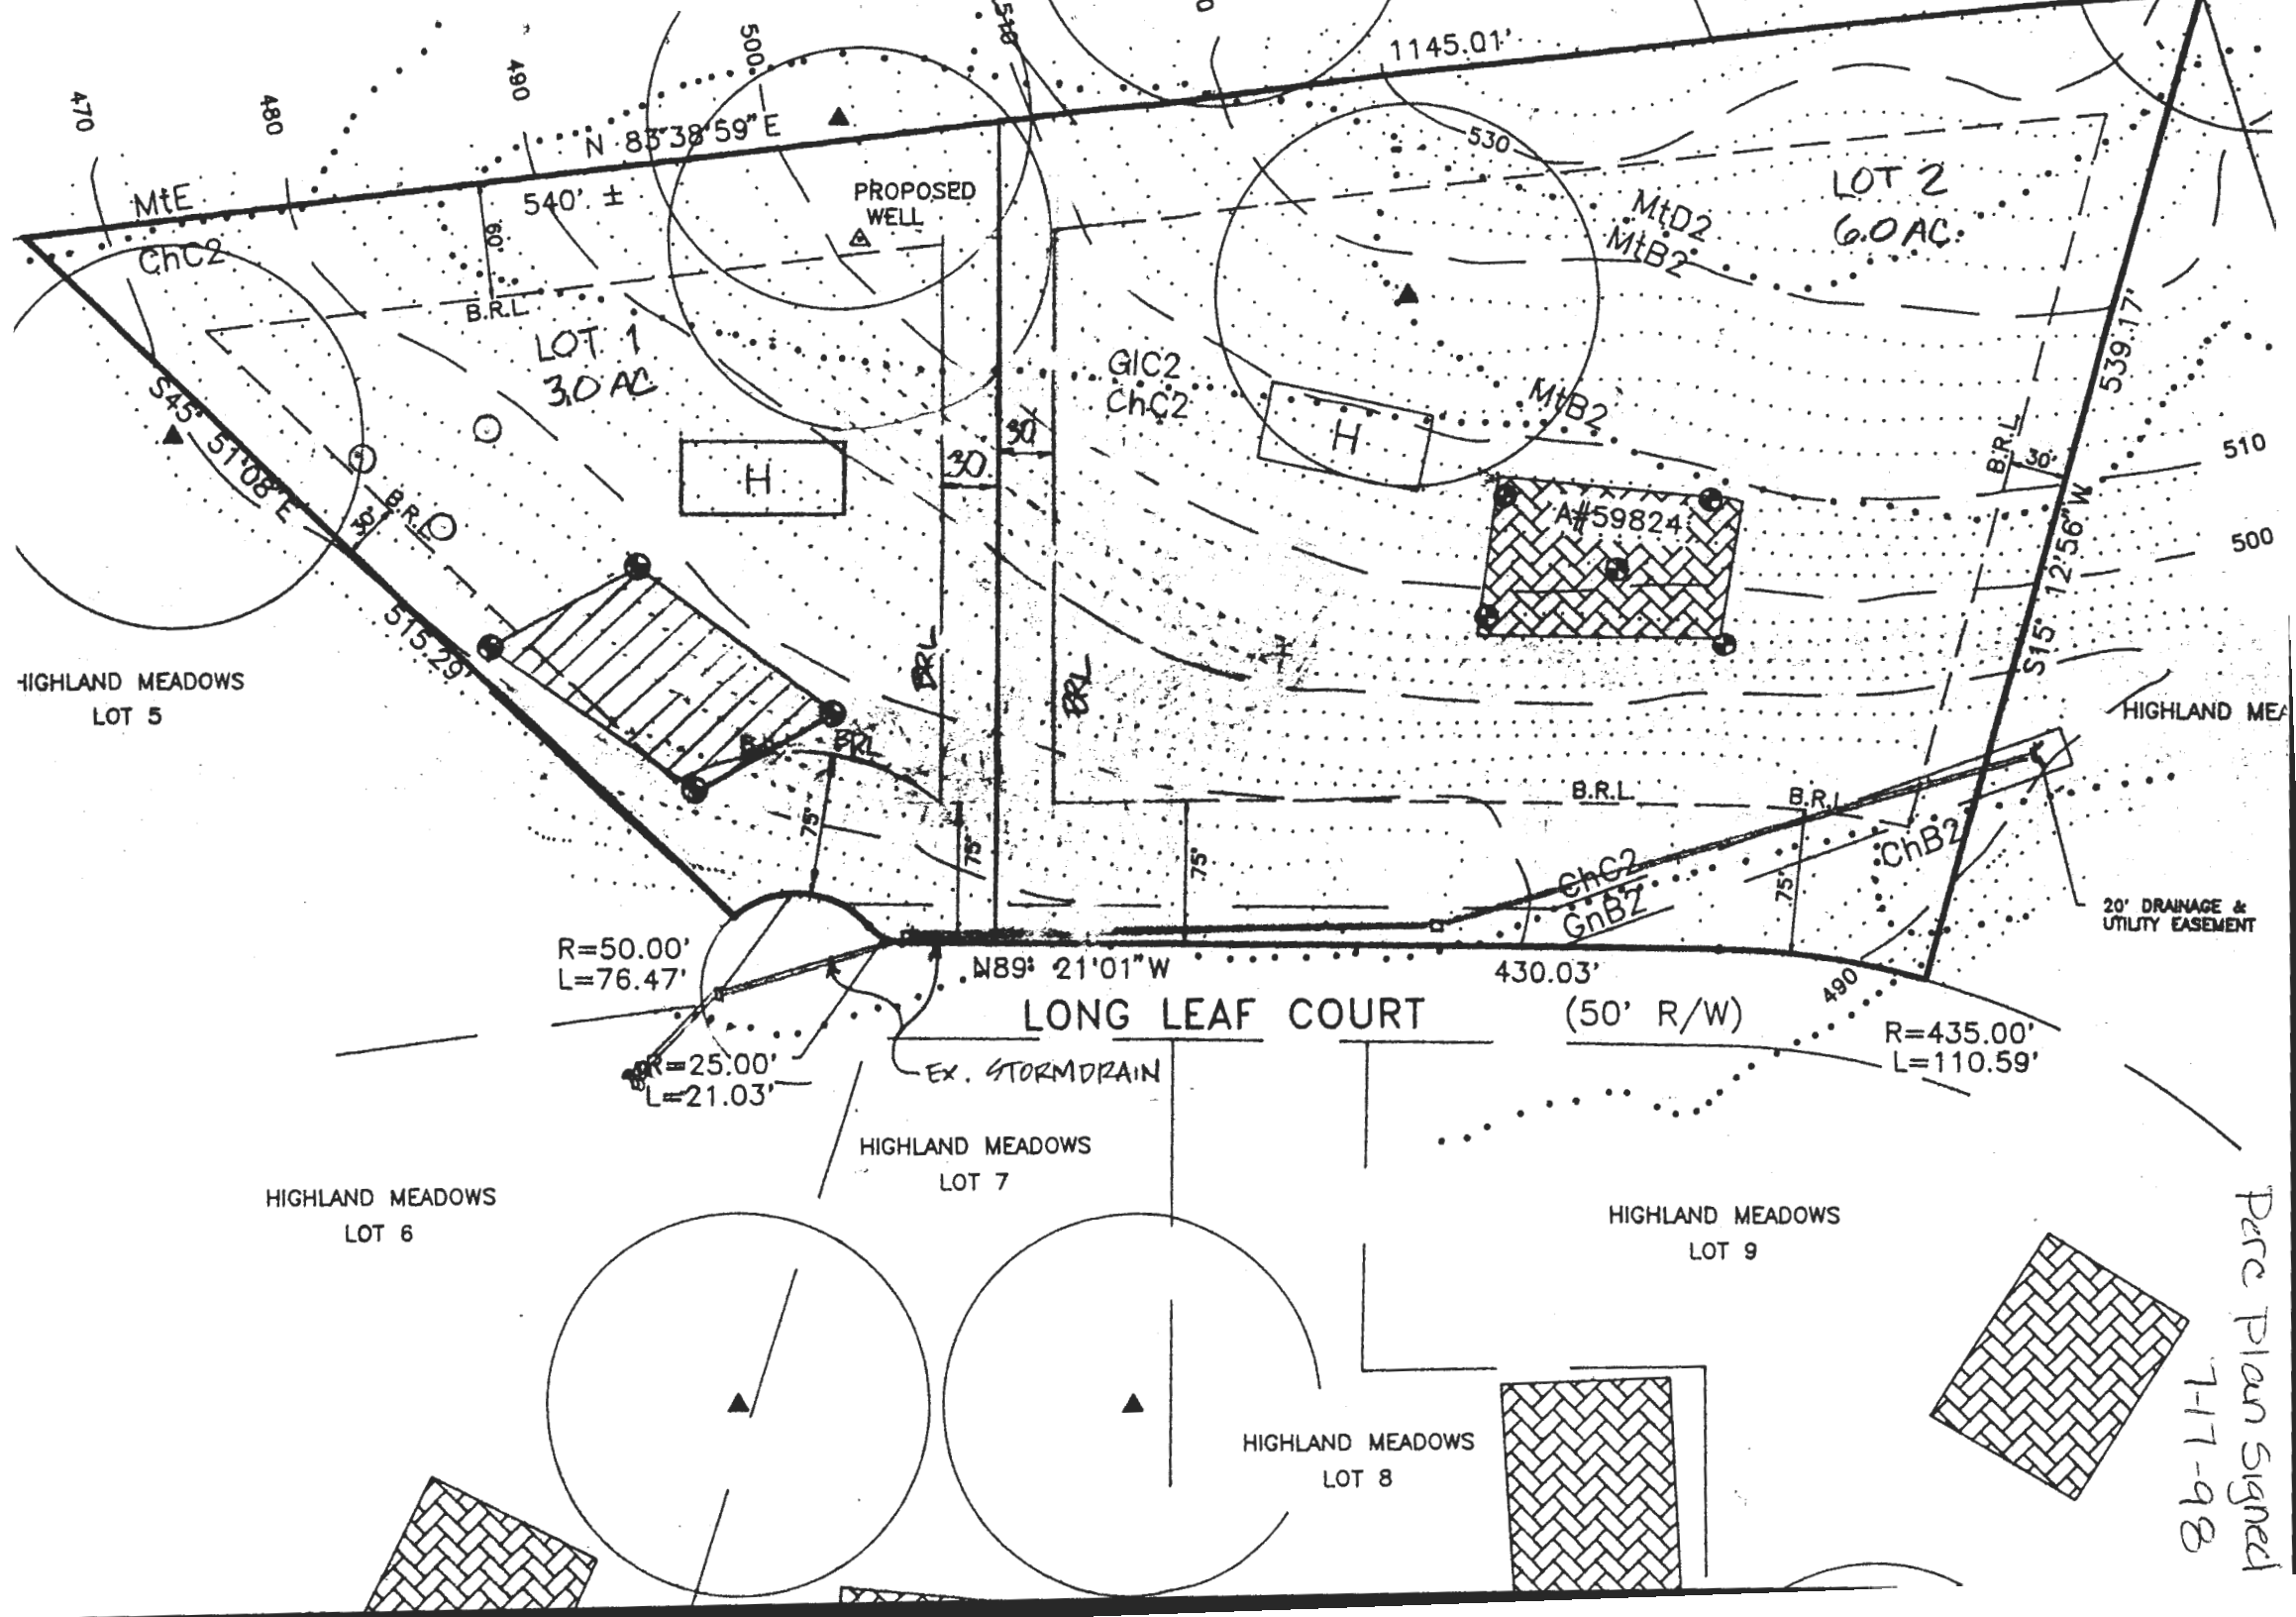 510
1145.01'
500
490
480
470
N 83°38'59"E
MtE
540' ±
PROPOSED
WELL
530
LOT 2
6.0 AC.
60'
ChC2
B.R.L
MtD2
MtB2
LOT 1
3.0 AC
539.17'
GlC2
ChC2
MtB2
S45° 51'08"E
30
30
H
H
B.R.L
30'
510
B.R.L
30'
A#59824
500
S15° 12'56"W
515.29'
BRL
BRL
HIGHLAND MEADOWS
LOT 5
HIGHLAND MEA
BRL
B.R.L.
B.R.L
75'
75'
75'
75'
ChC2
GnB2
ChB2
20' DRAINAGE &
UTILITY EASEMENT
R=50.00'
L=76.47'
N89° 21'01"W
430.03'
490
LONG LEAF COURT
(50' R/W)
R=435.00'
L=110.59'
R=25.00'
L=21.03'
EX. STORMDRAIN
HIGHLAND MEADOWS
LOT 7
HIGHLAND MEADOWS
LOT 6
HIGHLAND MEADOWS
LOT 9
HIGHLAND MEADOWS
LOT 8
Perc plan signed
7-17-98